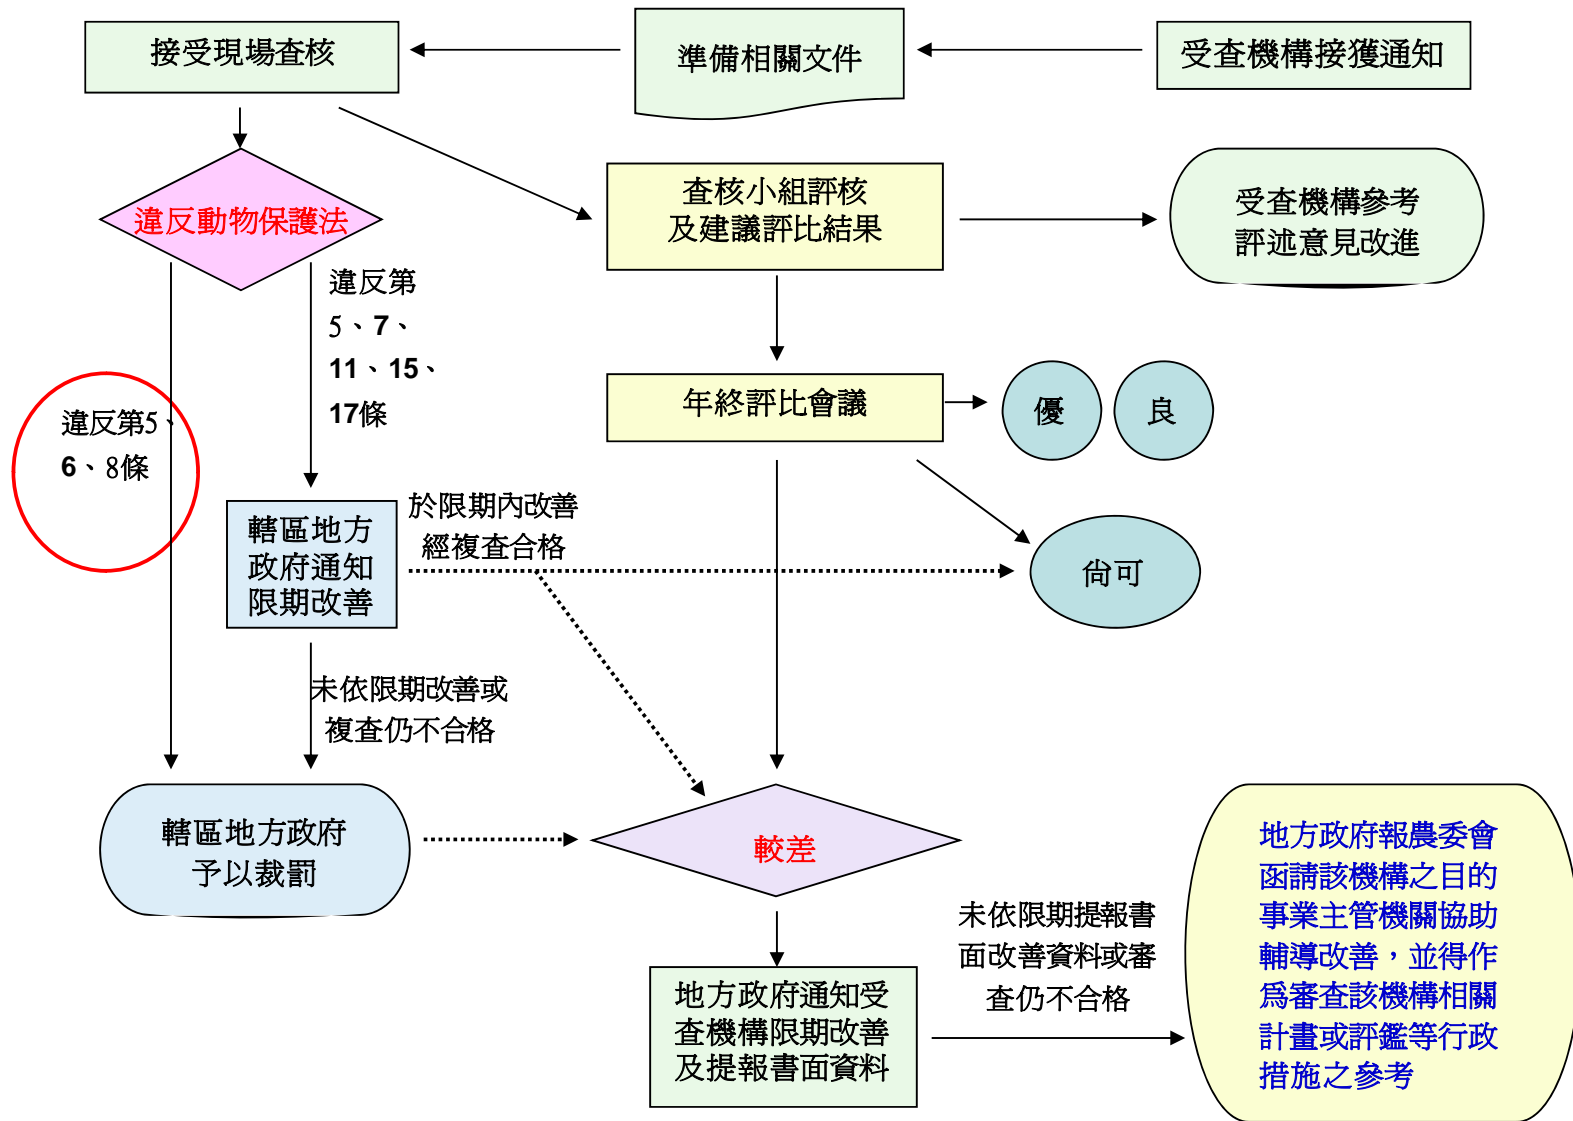 接受現場查核
準備相關文件
受查機構接獲通知
違反動物保護法
查核小組評核
及建議評比結果
受查機構參考
評述意見改進
違反第
5、7、
11、15、
17條
違反第5、
6、8條
年終評比會議
優
良
轄區地方
政府通知
限期改善
於限期內改善
經複查合格
尚可
未依限期改善或
複查仍不合格
轄區地方政府
予以裁罰
較差
未依限期提報書
面改善資料或審
查仍不合格
地方政府通知受
查機構限期改善
及提報書面資料
地方政府報農委會
函請該機構之目的
事業主管機關協助
輔導改善，並得作
為審查該機構相關
計畫或評鑑等行政
措施之參考